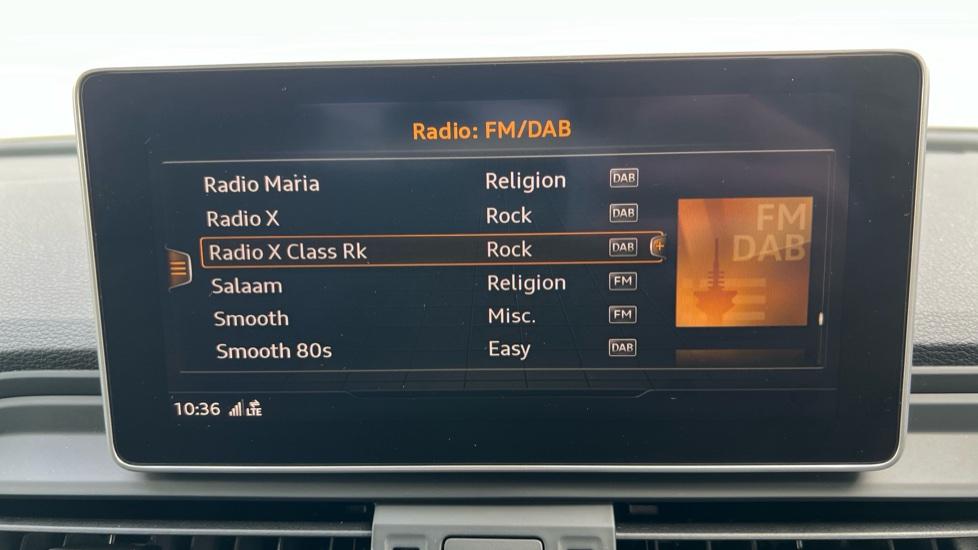 Radio: FM/DAB
Radio Maria Religion DAB
Radio X Rock DAB
Radio X Class Rk Rock DAB
Salaam Religion FM
Smooth Misc. FM
Smooth 80s Easy DAB
FM
DAB
10:36 LTE